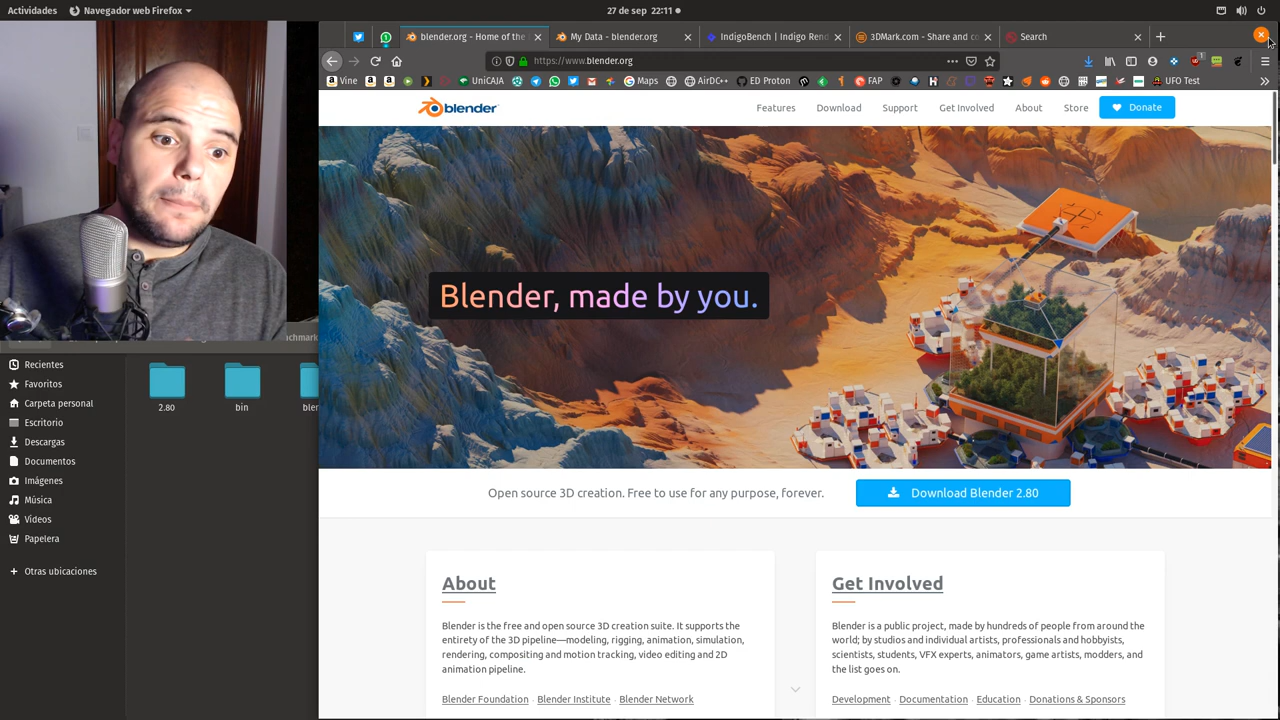 Actividades
Navegador web Firefox
27 de sep 22:11
blender.org - Home of the
My Data - blender.org
IndigoBench | Indigo Rend
3DMark.com - Share and co
Search
https://www.blender.org
Vine
UniCAJA
Maps
AirDC++
ED Proton
FAP
UFO Test
blender
Features
Download
Support
Get Involved
About
Store
Donate
Blender, made by you.
Open source 3D creation. Free to use for any purpose, forever.
Download Blender 2.80
Recientes
Favoritos
Carpeta personal
Escritorio
Descargas
Documentos
Imágenes
Música
Vídeos
Papelera
Otras ubicaciones
2.80
bin
bler
About
Blender is the free and open source 3D creation suite. It supports the
entirety of the 3D pipeline—modeling, rigging, animation, simulation,
rendering, compositing and motion tracking, video editing and 2D
animation pipeline.
Blender Foundation · Blender Institute · Blender Network
Get Involved
Blender is a public project, made by hundreds of people from around the
world; by studios and individual artists, professionals and hobbyists,
scientists, students, VFX experts, animators, game artists, modders, and
the list goes on.
Development · Documentation · Education · Donations & Sponsors